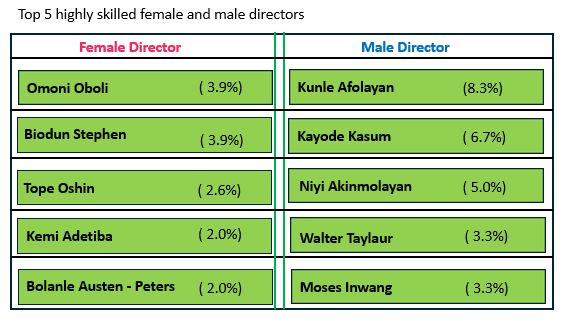 Top 5 highly skilled female and male directors
Female Director Male Director
Omoni Oboli ( 3.9%) Kunle Afolayan (8.3%)
Biodun Stephen ( 3.9%) Kayode Kasum ( 6.7%)
Tope Oshin ( 2.6%) Niyi Akinmolayan ( 5.0%)
Kemi Adetiba ( 2.0%) Walter Taylaur ( 3.3%)
Bolanle Austen - Peters ( 2.0%) Moses Inwang ( 3.3%)